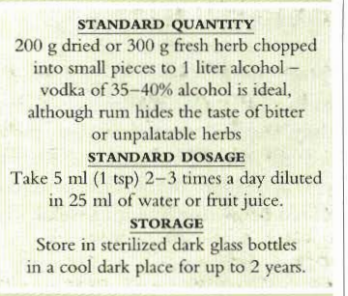 STANDARD QUANTITY
200 g dried or 300 g fresh herb chopped
into small pieces to 1 liter alcohol –
vodka of 35–40% alcohol is ideal,
although rum hides the taste of bitter
or unpalatable herbs
STANDARD DOSAGE
Take 5 ml (1 tsp) 2–3 times a day diluted
in 25 ml of water or fruit juice.
STORAGE
Store in sterilized dark glass bottles
in a cool dark place for up to 2 years.